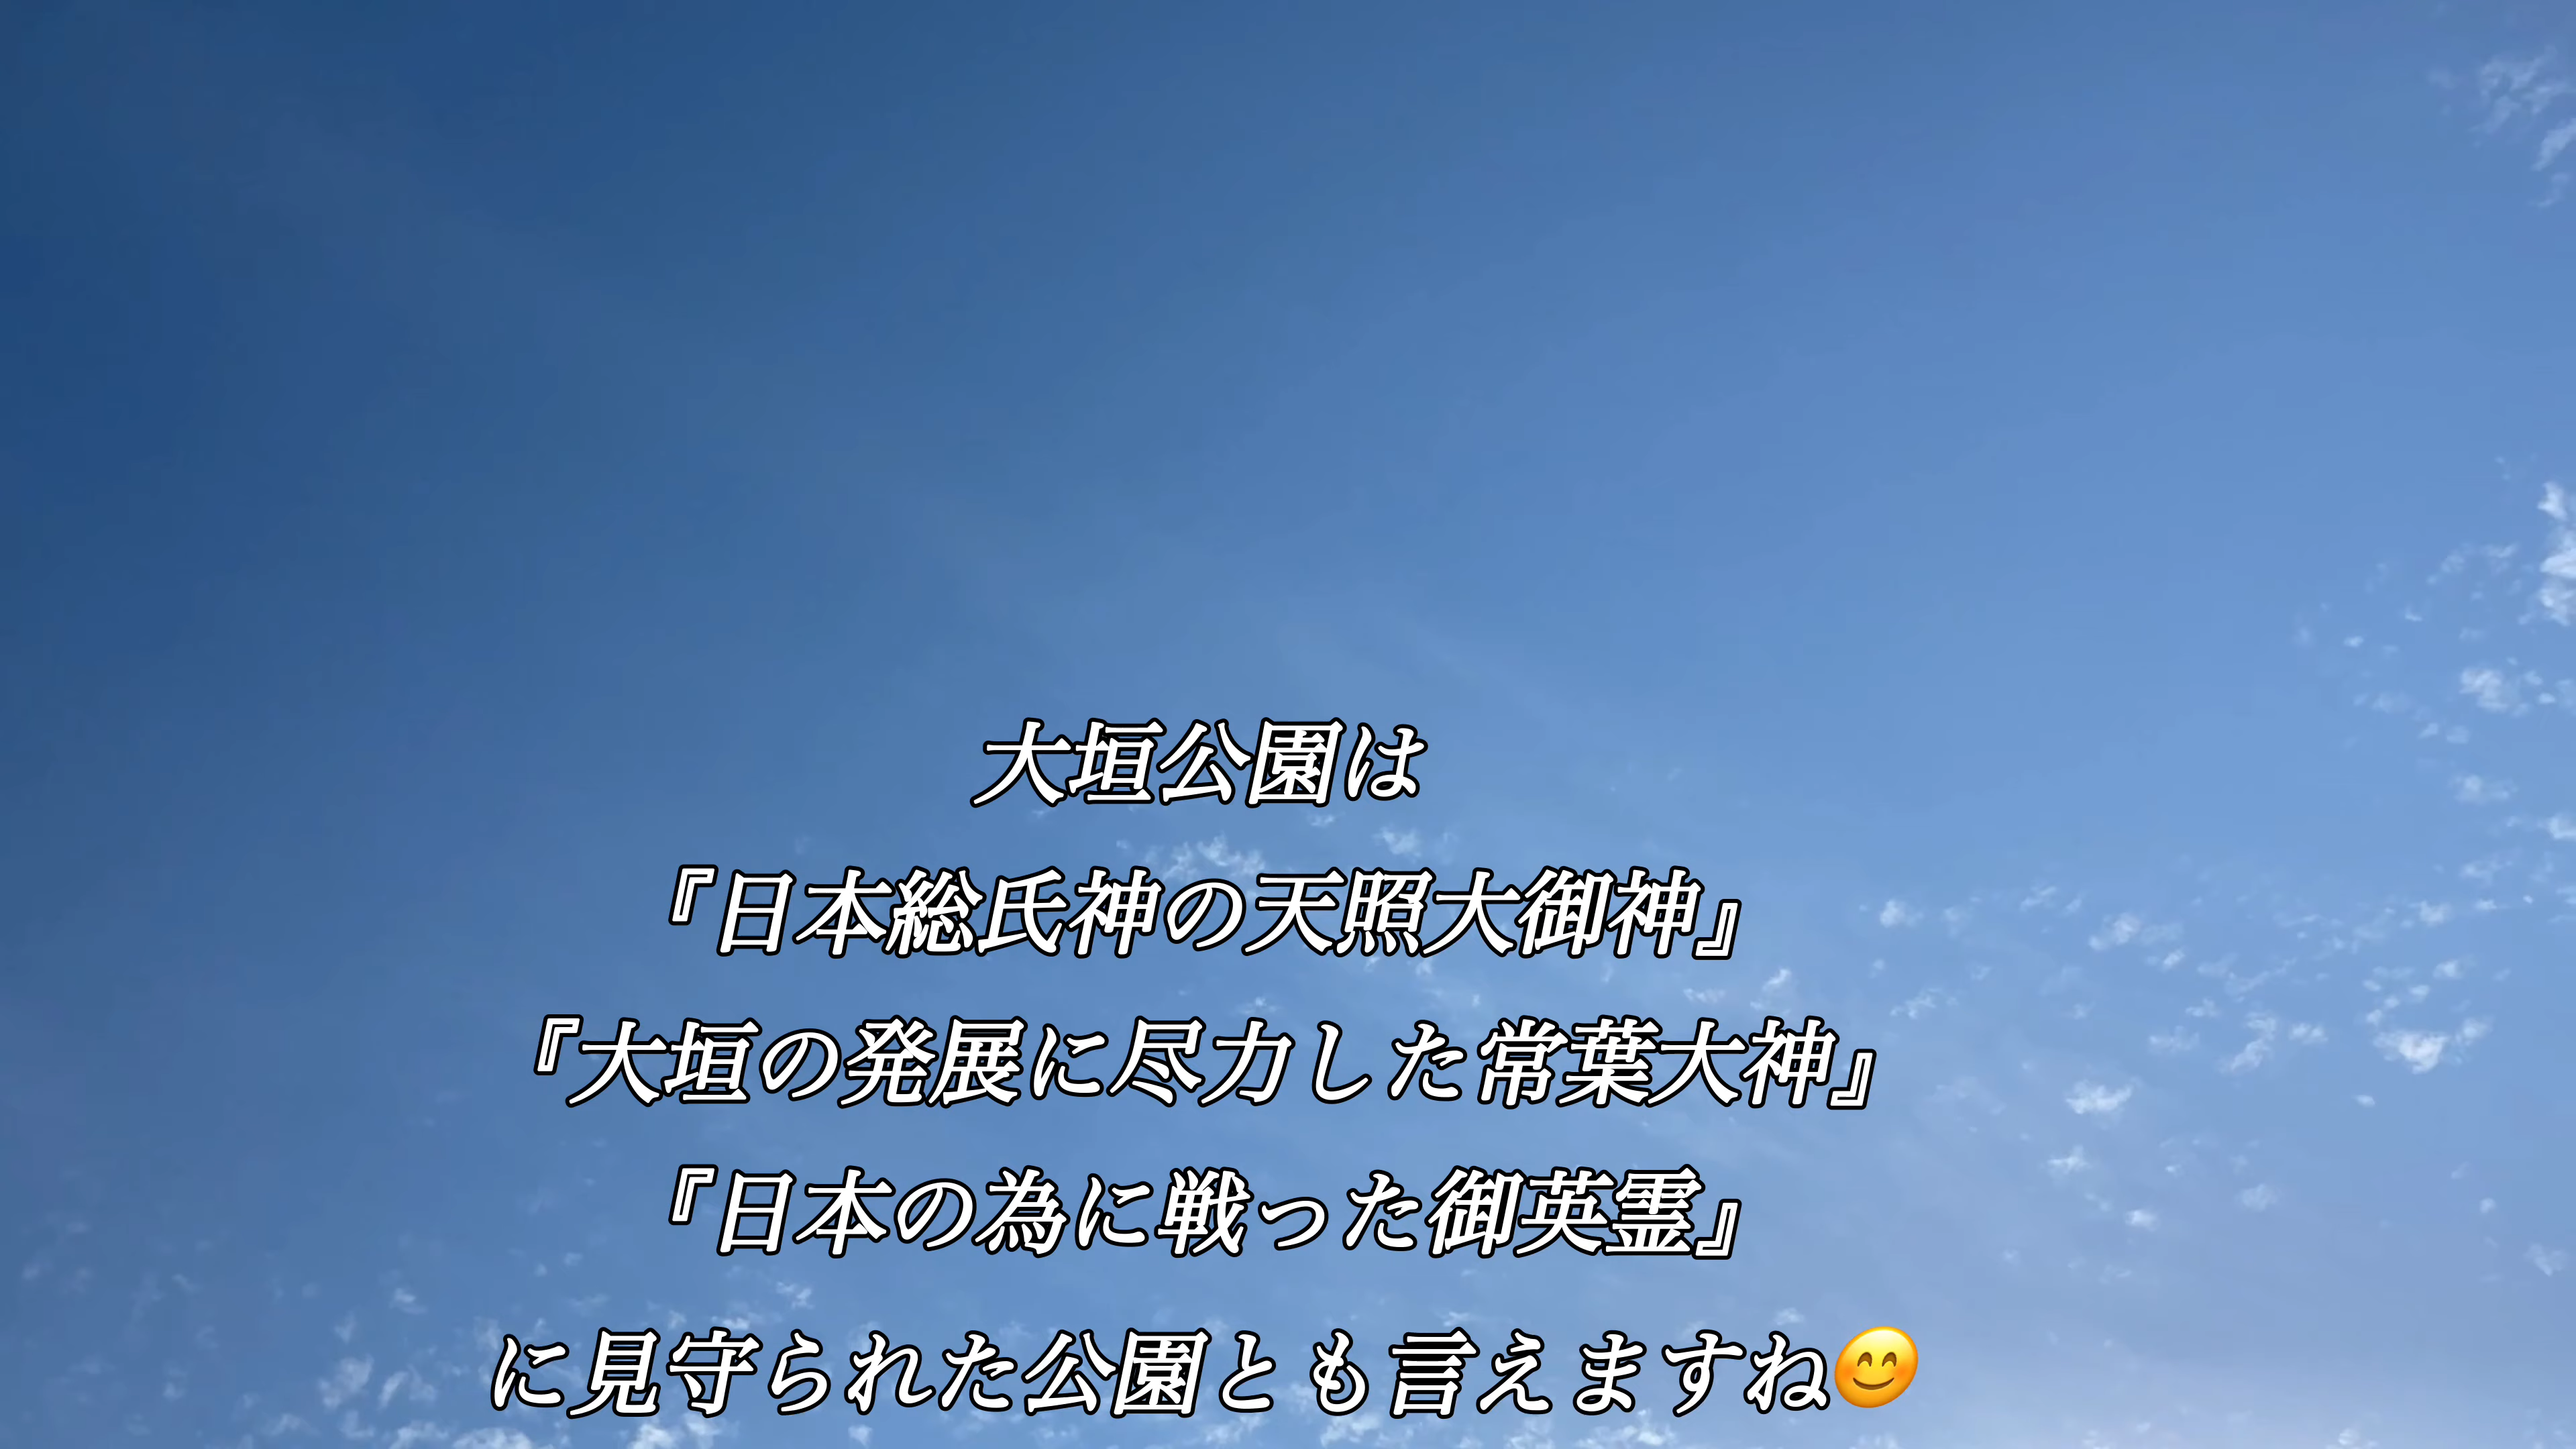 大垣公園は
『日本総氏神の天照大御神』
『大垣の発展に尽力した常葉大神』
『日本の為に戦った御英霊』
に見守られた公園とも言えますね😊